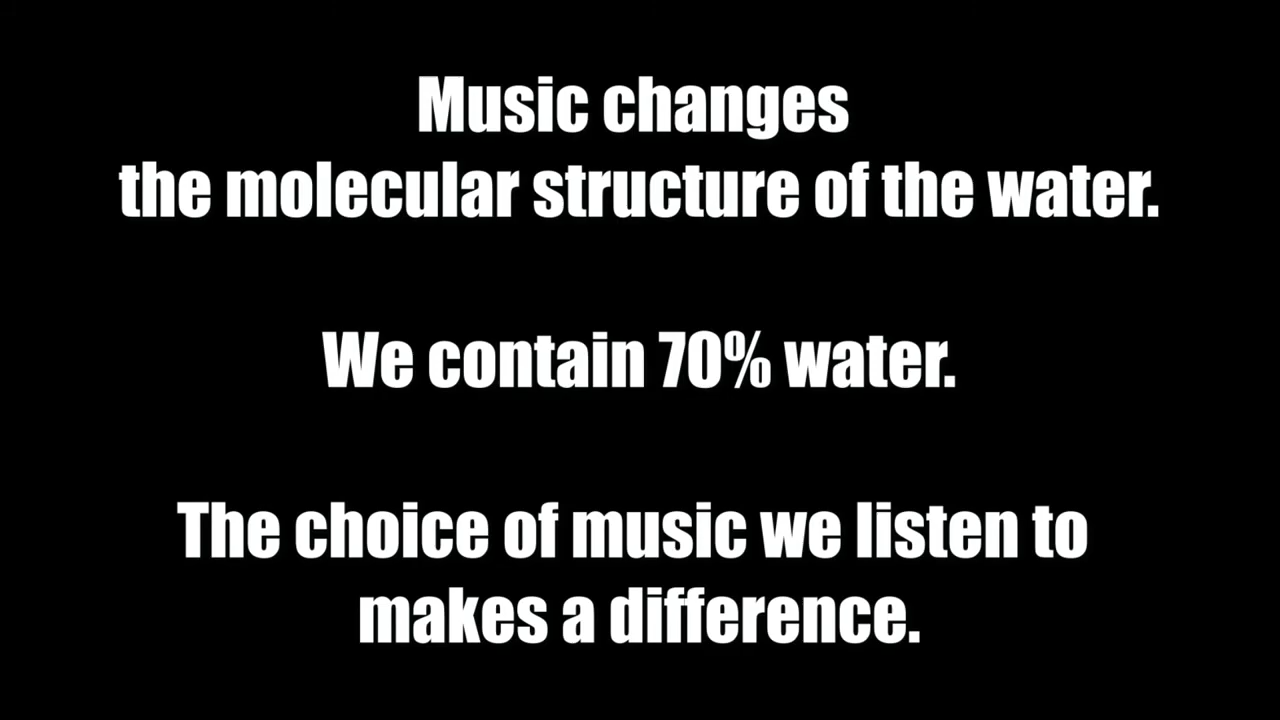 Music changes
the molecular structure of the water.
We contain 70% water.
The choice of music we listen to
makes a difference.